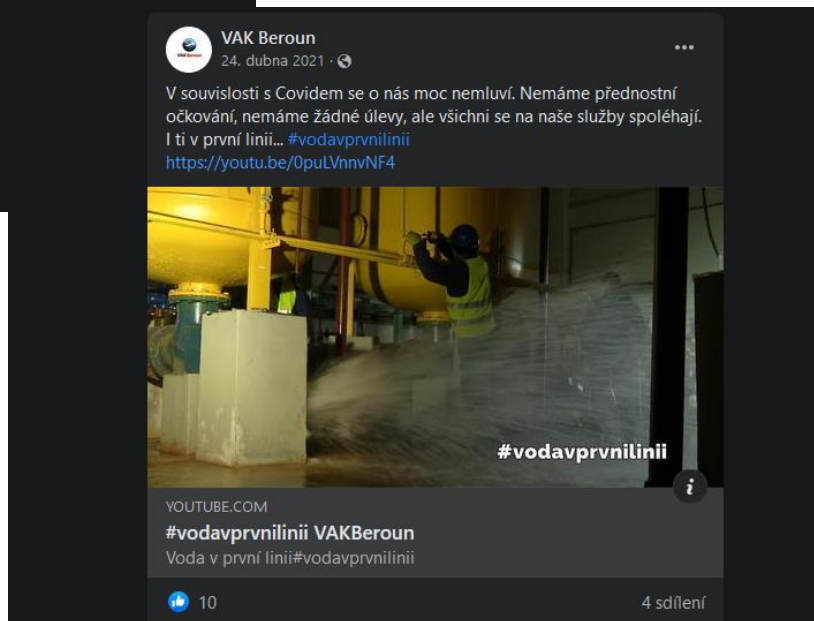 VAK Beroun
24. dubna 2021 ·
V souvislosti s Covidem se o nás moc nemluví. Nemáme přednostní
očkování, nemáme žádné úlevy, ale všichni se na naše služby spoléhají.
I ti v první linii... #vodavprvnilinii
https://youtu.be/0puLVnnvNF4
#vodavprvnilinii
YOUTUBE.COM
#vodavprvnilinii VAKBeroun
Voda v první linii#vodavprvnilinii
10
4 sdílení